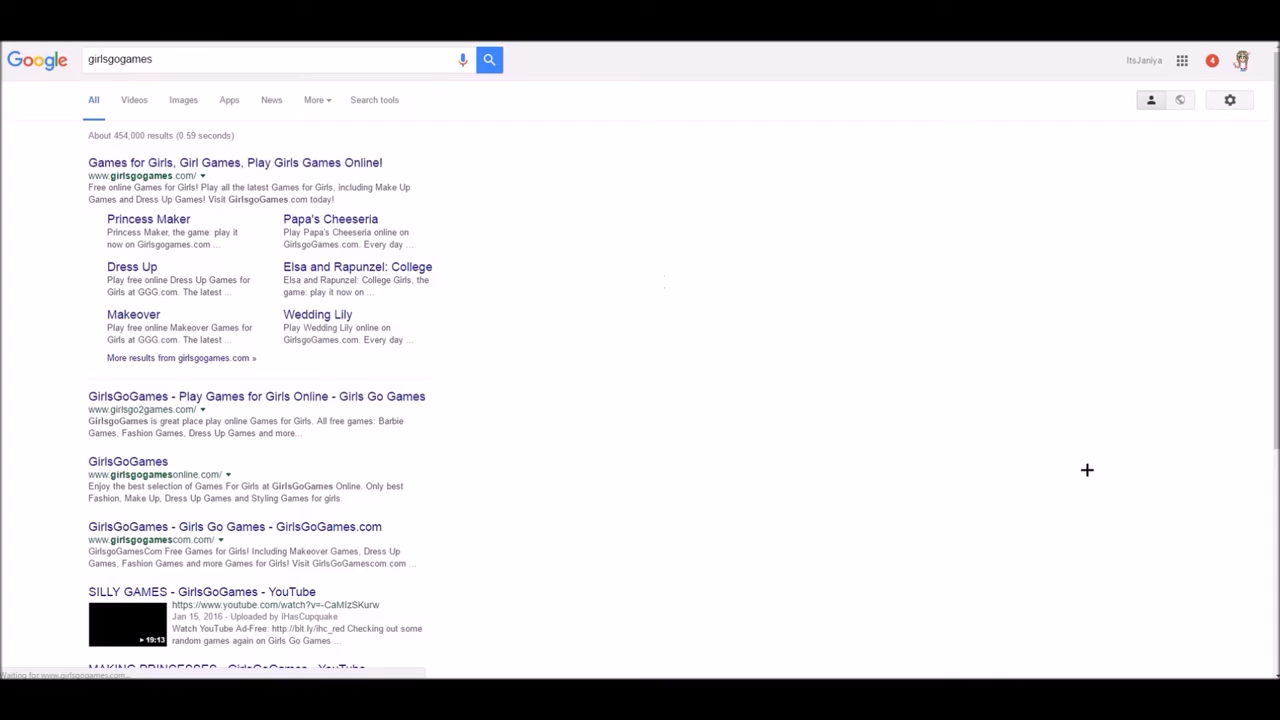 Google
girlsgogames
ItsJaniya
4
All Videos Images Apps News More Search tools
About 454,000 results (0.59 seconds)
Games for Girls, Girl Games, Play Girls Games Online!
www.girlsgogames.com/
Free online Games for Girls! Play all the latest Games for Girls, including Make Up
Games and Dress Up Games! Visit GirlsgoGames.com today!
Princess Maker
Princess Maker, the game: play it
now on Girlsgogames.com ...
Papa's Cheeseria
Play Papa's Cheeseria online on
GirlsgoGames.com. Every day ...
Dress Up
Play free online Dress Up Games for
Girls at GGG.com. The latest ...
Elsa and Rapunzel: College
Elsa and Rapunzel: College Girls, the
game: play it now on ...
Makeover
Play free online Makeover Games for
Girls at GGG.com. The latest ...
Wedding Lily
Play Wedding Lily online on
GirlsgoGames.com. Every day ...
More results from girlsgogames.com »
GirlsGoGames - Play Games for Girls Online - Girls Go Games
www.girlsgo2games.com/
GirlsgoGames is great place play online Games for Girls. All free games: Barbie
Games, Fashion Games, Dress Up Games and more...
GirlsGoGames
www.girlsgogamesonline.com/
Enjoy the best selection of Games For Girls at GirlsGoGames Online. Only best
Fashion, Make Up, Dress Up Games and Styling Games for girls.
GirlsGoGames - Girls Go Games - GirlsGoGames.com
www.girlsgogamescom.com/
GirlsgoGamesCom Free Games for Girls! Including Makeover Games, Dress Up
Games, Fashion Games and more Games for Girls! Visit GirlsGoGamescom.com ...
SILLY GAMES - GirlsGoGames - YouTube
https://www.youtube.com/watch?v=-CaMIzSKurw
Jan 15, 2016 - Uploaded by iHasCupquake
Watch YouTube Ad-Free: http://bit.ly/ihc_red Checking out some
random games again on Girls Go Games ...
19:13
MAKING PRINCESSES - GirlsGoGames - YouTube
Waiting for www.girlsgogames.com...